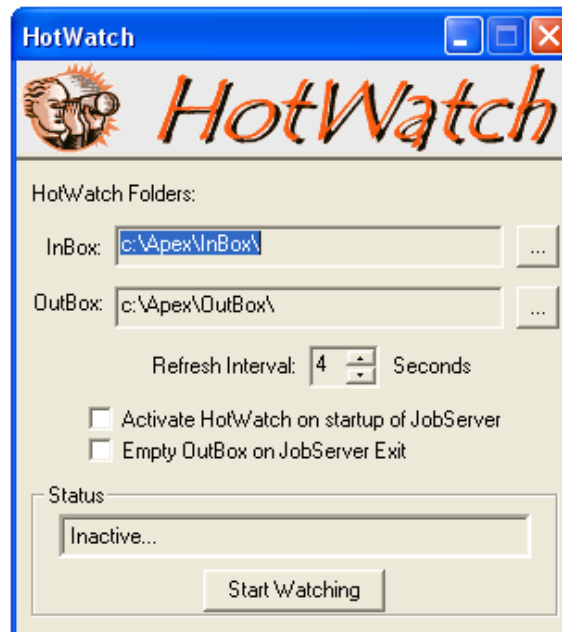 HotWatch
HotWatch
HotWatch Folders:
InBox: c:\Apex\InBox\ ...
OutBox: c:\Apex\OutBox\ ...
Refresh Interval: 4 Seconds
Activate HotWatch on startup of JobServer
Empty OutBox on JobServer Exit
Status
Inactive...
Start Watching